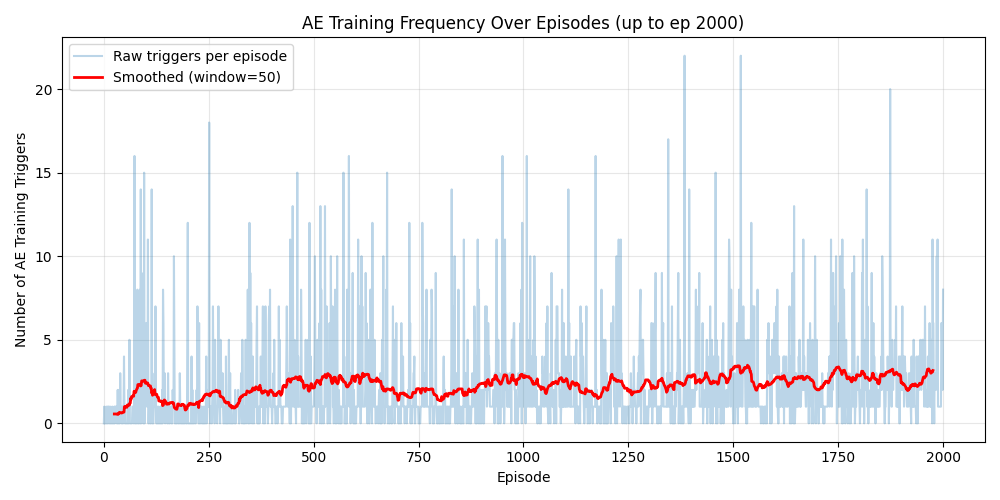 AE Training Frequency Over Episodes (up to ep 2000)
Raw triggers per episode
Smoothed (window=50)
Number of AE Training Triggers
20
15
10
5
0
0 250 500 750 1000 1250 1500 1750 2000
Episode